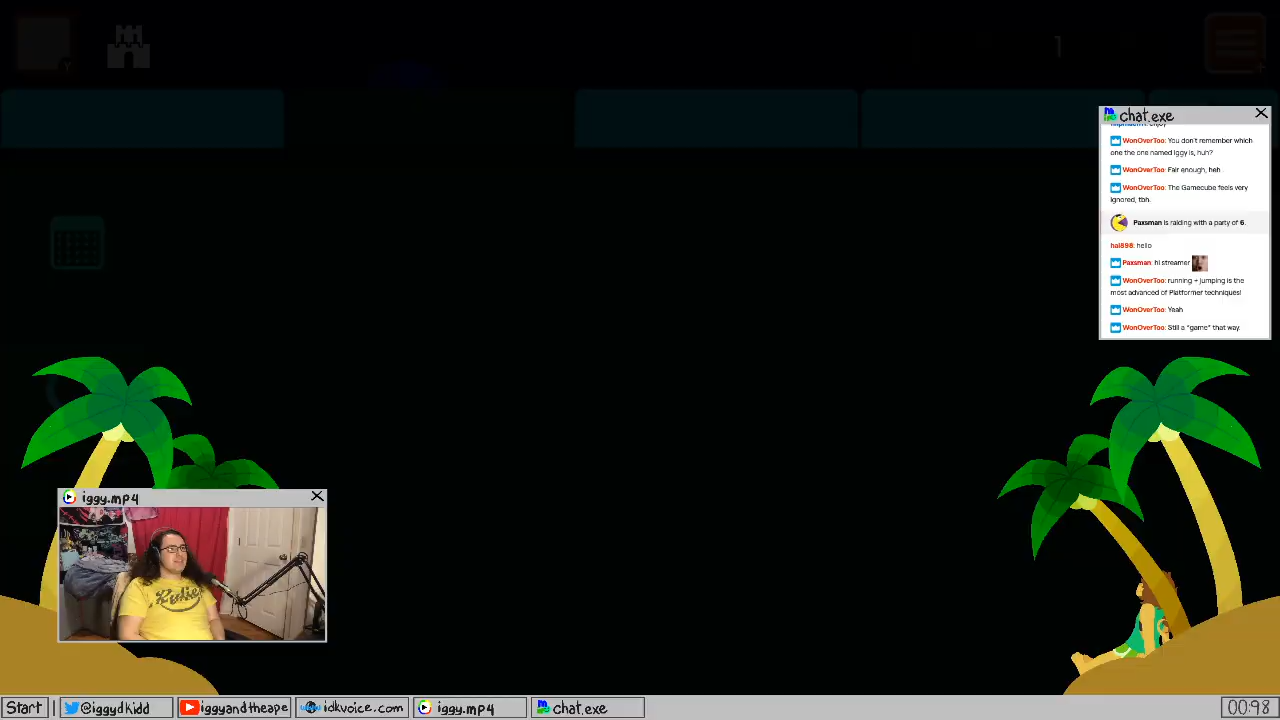 1
chat.exe
WonOverToo: You don't remember which
one the one named Iggy is, huh?
WonOverToo: Fair enough, heh
WonOverToo: The Gamecube feels very
ignored, tbh.
Paxsman is raiding with a party of 6.
hal898: hello
Paxsman hi streamer
WonOverToo: running + jumping is the
most advanced of Platformer techniques!
WonOverToo: Yeah
WonOverToo: Still a "game" that way.
iggy.mp4
Start | @iggydkidd iggyandtheape idkvoice.com iggy.mp4 chat.exe 00:98